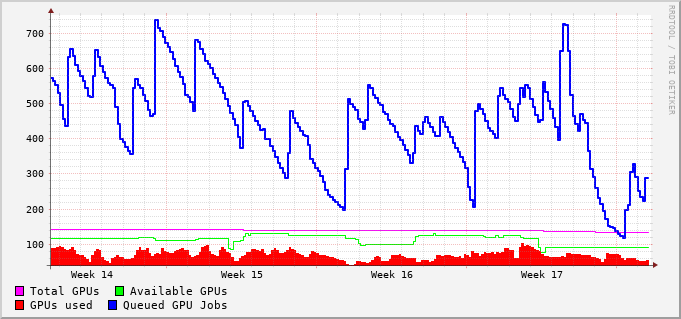 700
600
500
400
300
200
100
Week 14 Week 15 Week 16 Week 17
Total GPUs Available GPUs
GPUs used Queued GPU Jobs
RRDTOOL / TOBI OETIKER